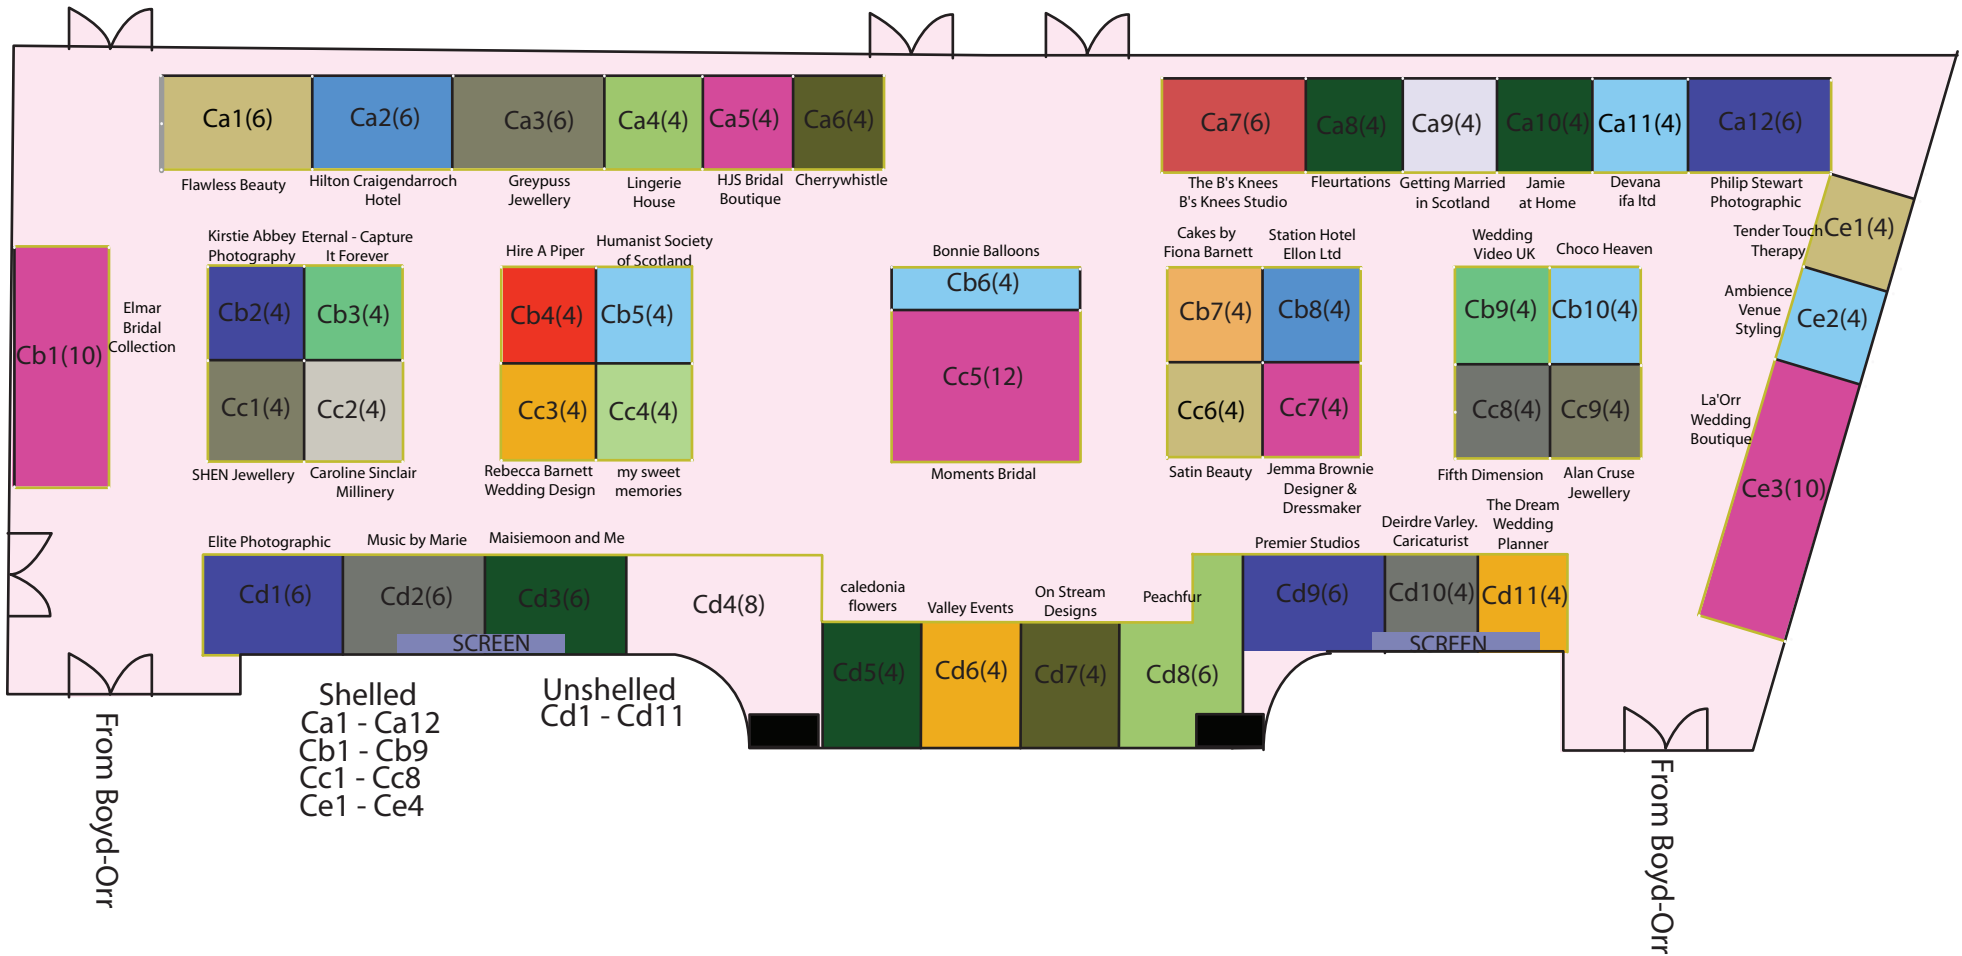 Ca1(6)
Ca2(6)
Ca3(6)
Ca4(4)
Ca5(4)
Ca6(4)
Ca7(6)
Ca8(4)
Ca9(4)
Ca10(4)
Ca11(4)
Ca12(6)
Flawless Beauty
Hilton Craigendarroch
Hotel
Greypuss
Jewellery
Lingerie
House
HJS Bridal
Boutique
Cherrywhistle
The B's Knees
B's Knees Studio
Fleurtations
Getting Married
in Scotland
Jamie
at Home
Devana
ifa ltd
Philip Stewart
Photographic
Tender Touch
Therapy
Ce1(4)
Ambience
Venue
Styling
Ce2(4)
La'Orr
Wedding
Boutique
Ce3(10)
Cb1(10)
Elmar
Bridal
Collection
Kirstie Abbey
Photography
Eternal - Capture
It Forever
Cb2(4)
Cb3(4)
Cc1(4)
Cc2(4)
SHEN Jewellery
Caroline Sinclair
Millinery
Hire A Piper
Humanist Society
of Scotland
Cb4(4)
Cb5(4)
Cc3(4)
Cc4(4)
Rebecca Barnett
Wedding Design
my sweet
memories
Bonnie Balloons
Cb6(4)
Cc5(12)
Moments Bridal
Cakes by
Fiona Barnett
Station Hotel
Ellon Ltd
Cb7(4)
Cb8(4)
Cc6(4)
Cc7(4)
Satin Beauty
Jemma Brownie
Designer &
Dressmaker
Wedding
Video UK
Choco Heaven
Cb9(4)
Cb10(4)
Cc8(4)
Cc9(4)
Fifth Dimension
Alan Cruse
Jewellery
Elite Photographic
Music by Marie
Maisiemoon and Me
Cd1(6)
Cd2(6)
Cd3(6)
Cd4(8)
SCREEN
caledonia
flowers
Valley Events
On Stream
Designs
Peachfur
Cd5(4)
Cd6(4)
Cd7(4)
Cd8(6)
Premier Studios
Deirdre Varley.
Caricaturist
The Dream
Wedding
Planner
Cd9(6)
Cd10(4)
Cd11(4)
SCREEN
Shelled
Ca1 - Ca12
Cb1 - Cb9
Cc1 - Cc8
Ce1 - Ce4
Unshelled
Cd1 - Cd11
From Boyd-Orr
From Boyd-Orr